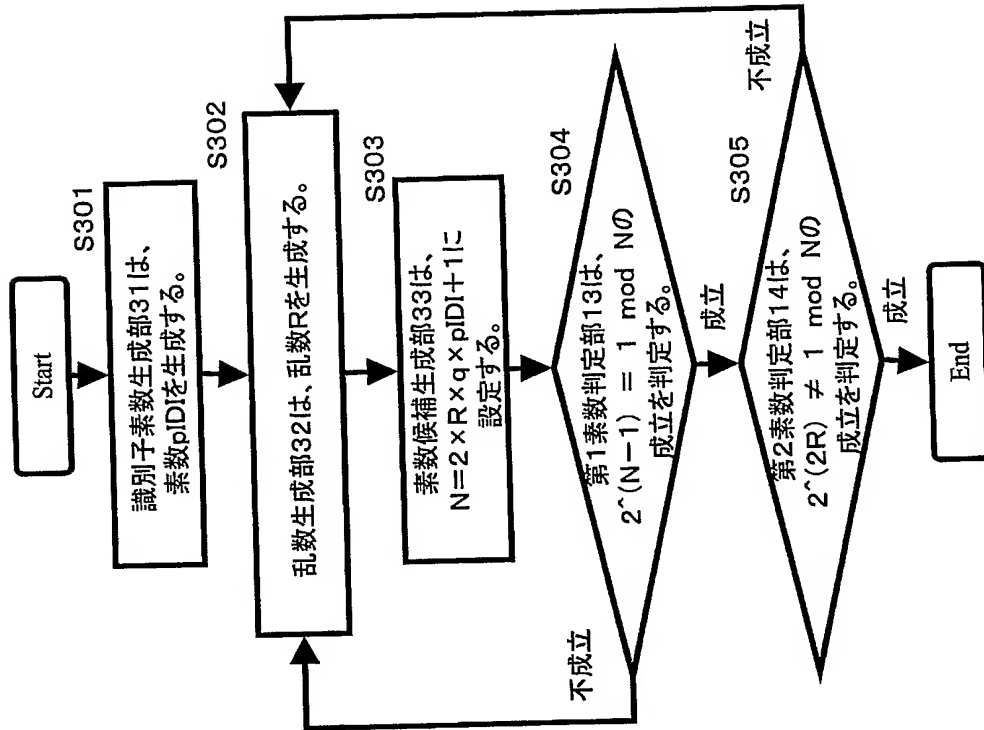 Start
S301
識別子素数生成部31は、
素数pIDIを生成する。
S302
乱数生成部32は、乱数Rを生成する。
S303
素数候補生成部33は、
N=2×R×q×pIDI+1に
設定する。
S304
第1素数判定部13は、
2^(N-1) = 1 mod Nの
成立を判定する。
不成立
成立
S305
第2素数判定部14は、
2^(2R) ≠ 1 mod Nの
成立を判定する。
不成立
成立
End